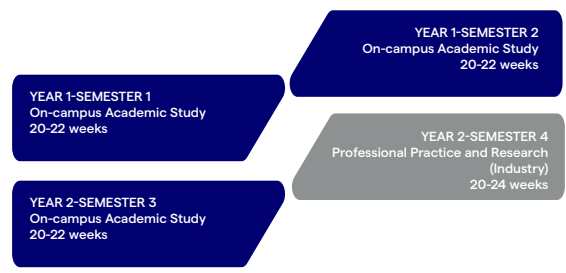 YEAR 1-SEMESTER 1
On-campus Academic Study
20-22 weeks
YEAR 1-SEMESTER 2
On-campus Academic Study
20-22 weeks
YEAR 2-SEMESTER 3
On-campus Academic Study
20-22 weeks
YEAR 2-SEMESTER 4
Professional Practice and Research
(Industry)
20-24 weeks